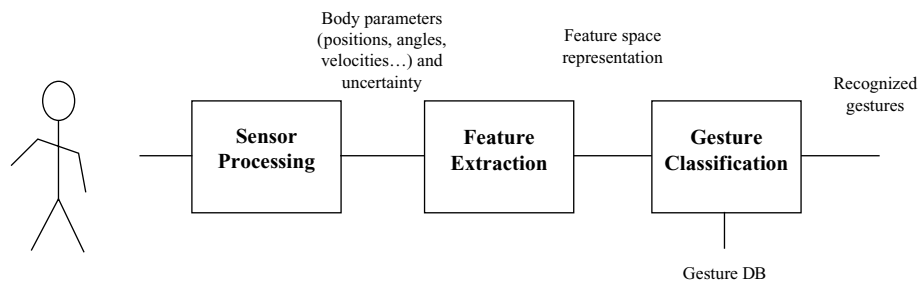 Body parameters
(positions, angles,
velocities…) and
uncertainty
Feature space
representation
Recognized
gestures
Sensor
Processing
Feature
Extraction
Gesture
Classification
Gesture DB